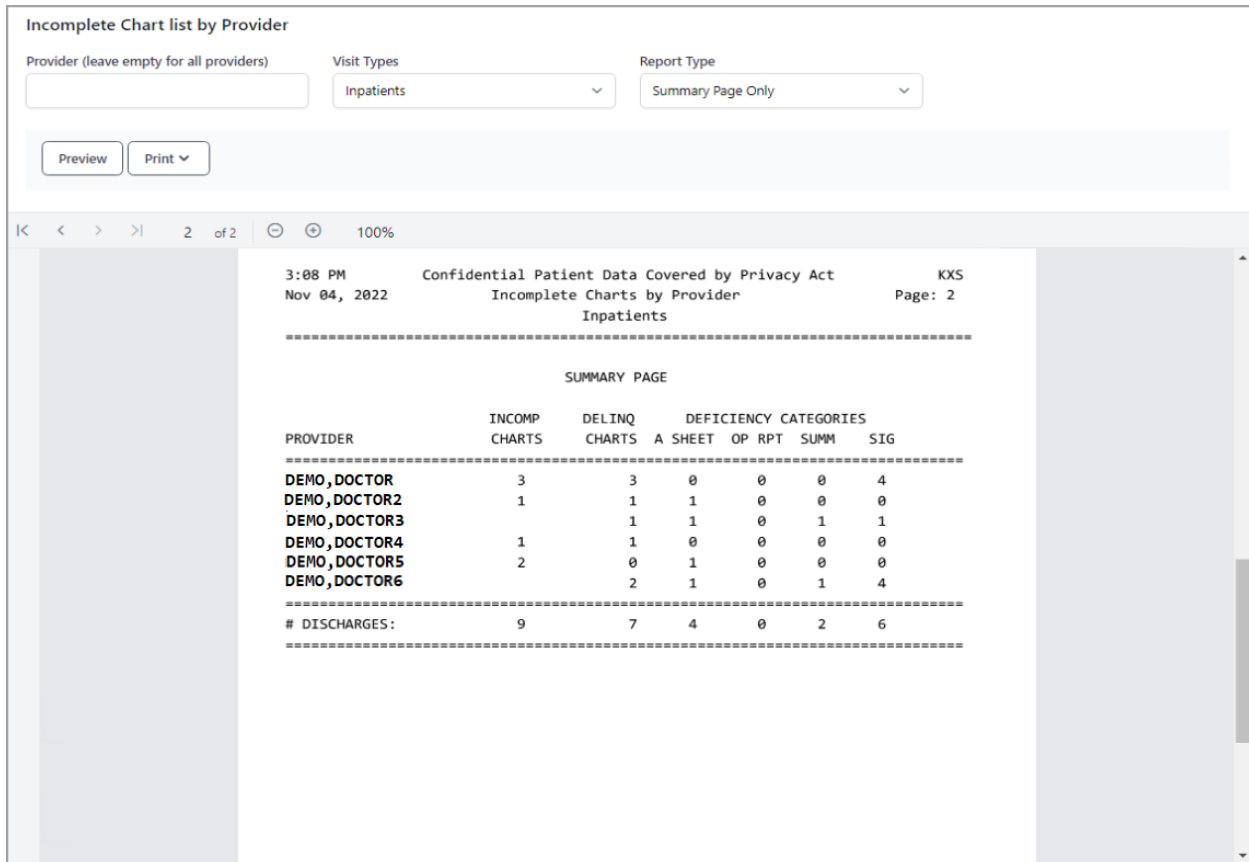 Incomplete Chart list by Provider
Provider (leave empty for all providers) Visit Types Report Type
Inpatients Summary Page Only
Preview Print
2 of 2 100%
3:08 PM Confidential Patient Data Covered by Privacy Act KXS
Nov 04, 2022 Incomplete Charts by Provider Page: 2
Inpatients
================================================================================
SUMMARY PAGE
INCOMP DELINQ DEFICIENCY CATEGORIES
PROVIDER CHARTS CHARTS A SHEET OP RPT SUMM SIG
===============================================================================
DEMO,DOCTOR 3 3 0 0 0 4
DEMO,DOCTOR2 1 1 1 0 0 0
DEMO,DOCTOR3 1 1 0 1 1
DEMO,DOCTOR4 1 1 0 0 0 0
DEMO,DOCTOR5 2 0 1 0 0 0
DEMO,DOCTOR6 2 1 0 1 4
===============================================================================
# DISCHARGES: 9 7 4 0 2 6
===============================================================================